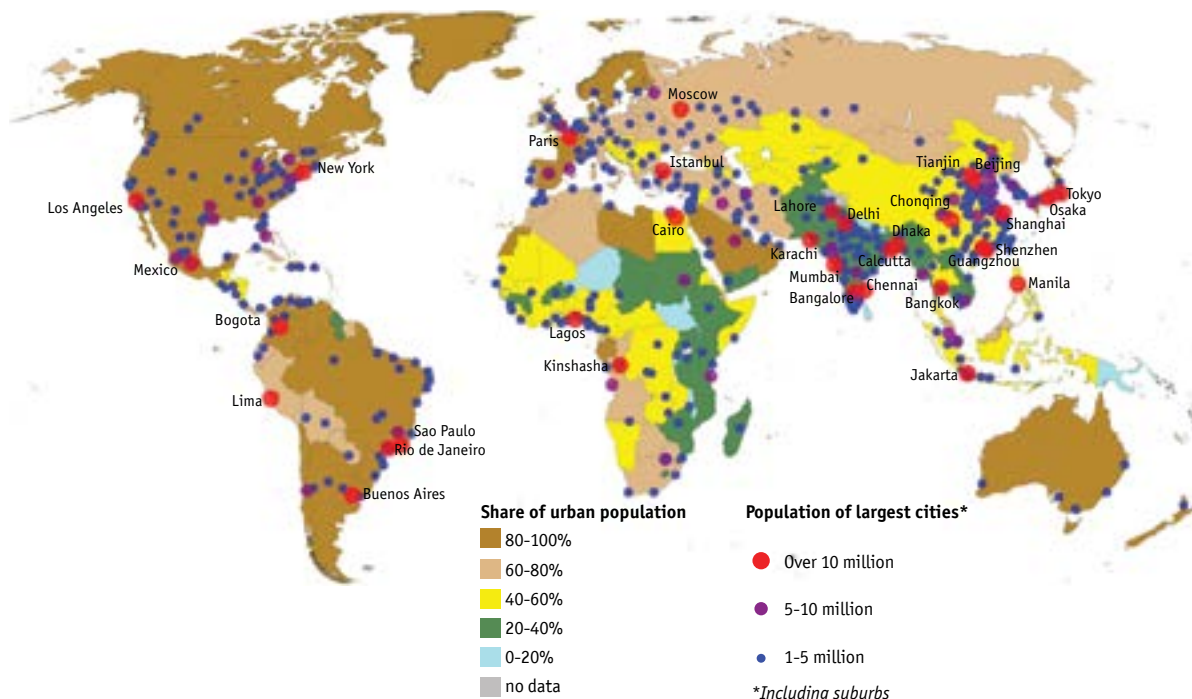 Moscow
Paris
Istanbul
New York
Los Angeles
Tianjin
Beijing
Tokyo
Osaka
Chonqing
Lahore
Delhi
Shanghai
Cairo
Dhaka
Shenzhen
Karachi
Calcutta
Guangzhou
Mexico
Mumbai
Chennai
Manila
Bangalore
Bangkok
Bogota
Lagos
Kinshasha
Jakarta
Lima
Sao Paulo
Rio de Janeiro
Buenos Aires
Share of urban population
80-100%
60-80%
40-60%
20-40%
0-20%
no data
Population of largest cities*
Over 10 million
5-10 million
1-5 million
*Including suburbs